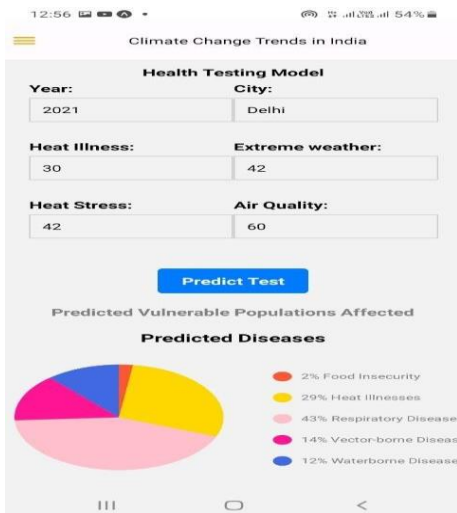 12:56 54%
Climate Change Trends in India
Health Testing Model
Year: City:
2021 Delhi
Heat Illness: Extreme weather:
30 42
Heat Stress: Air Quality:
42 60
Predict Test
Predicted Vulnerable Populations Affected
Predicted Diseases
2% Food Insecurity
29% Heat Illnesses
43% Respiratory Disease
14% Vector-borne Diseas
12% Waterborne Disease